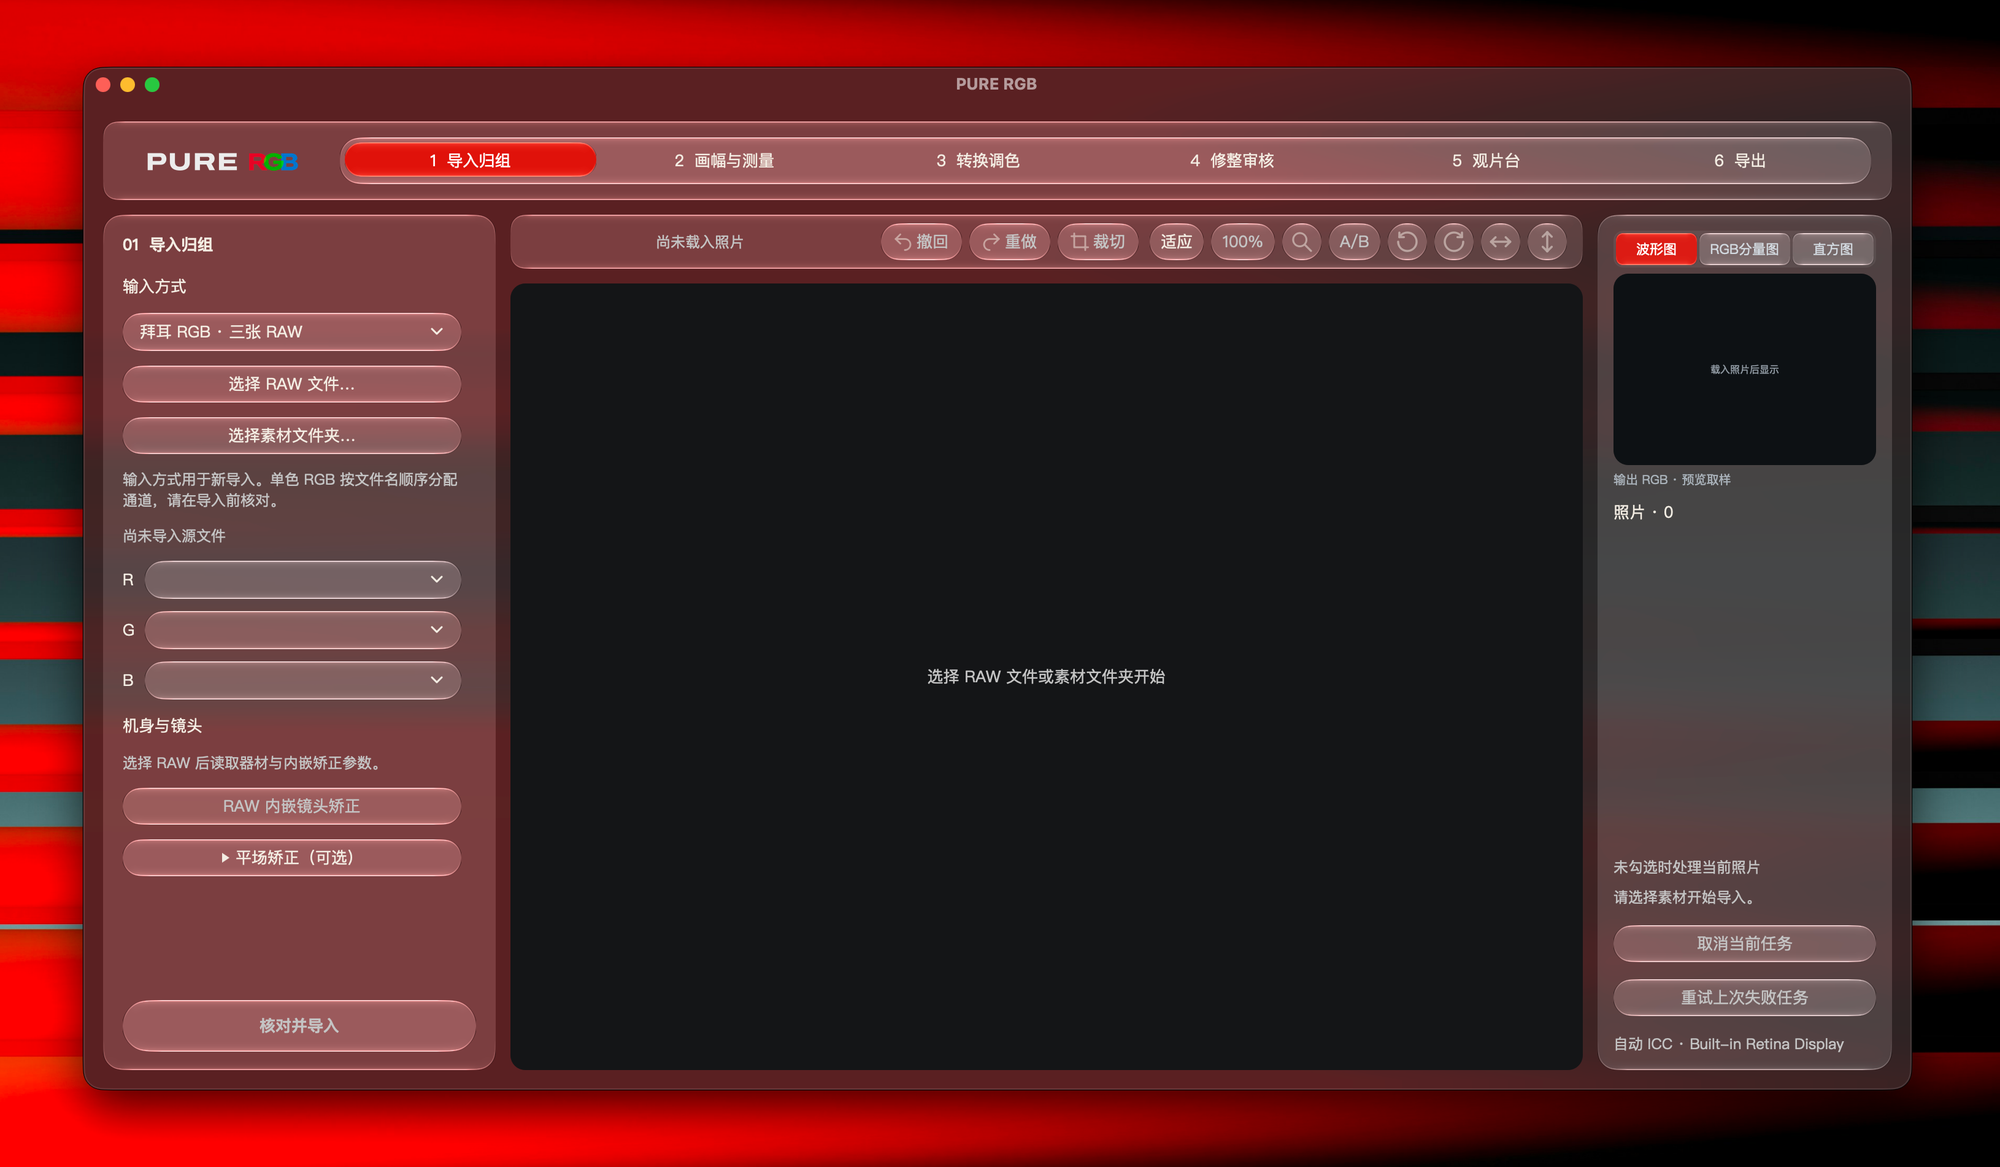 PURE RGB
PURE RGB
1 导入归组
2 画幅与测量
3 转换调色
4 修整审核
5 观片台
6 导出
01 导入归组
输入方式
拜耳 RGB · 三张 RAW
选择 RAW 文件...
选择素材文件夹...
输入方式用于新导入。单色 RGB 按文件名顺序分配
通道，请在导入前核对。
尚未导入源文件
R
G
B
机身与镜头
选择 RAW 后读取器材与内嵌矫正参数。
RAW 内嵌镜头矫正
平场矫正（可选）
核对并导入
尚未载入照片
撤回
重做
裁切
适应
100%
A/B
选择 RAW 文件或素材文件夹开始
波形图
RGB分量图
直方图
载入照片后显示
输出 RGB · 预览取样
照片 · 0
未勾选时处理当前照片
请选择素材开始导入。
取消当前任务
重试上次失败任务
自动 ICC · Built-in Retina Display